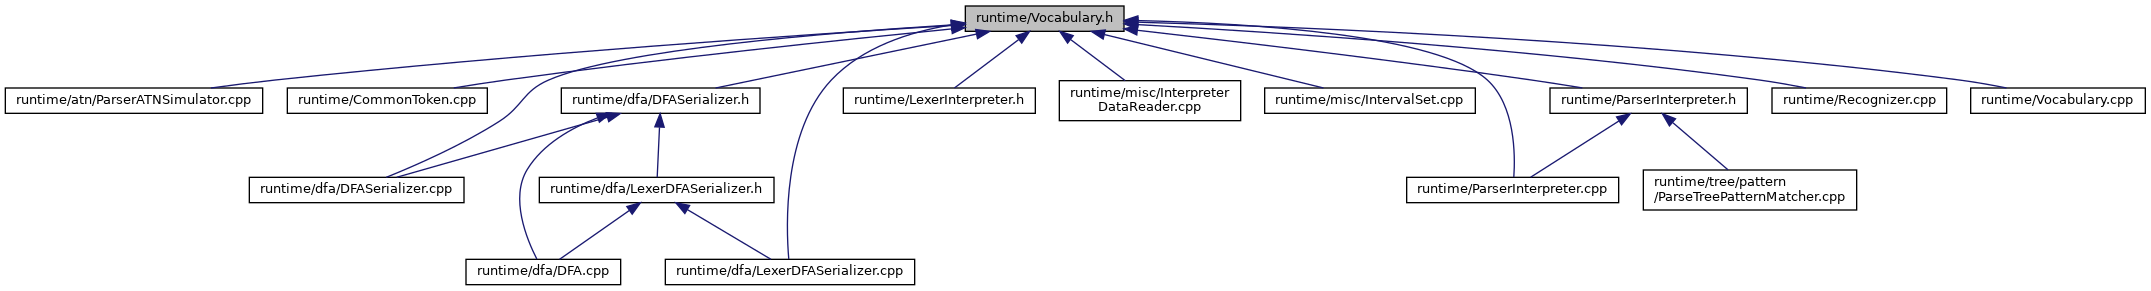 runtime/Vocabulary.h
runtime/atn/ParserATNSimulator.cpp
runtime/CommonToken.cpp
runtime/dfa/DFASerializer.h
runtime/LexerInterpreter.h
runtime/misc/Interpreter
DataReader.cpp
runtime/misc/IntervalSet.cpp
runtime/ParserInterpreter.h
runtime/Recognizer.cpp
runtime/Vocabulary.cpp
runtime/dfa/DFASerializer.cpp
runtime/dfa/LexerDFASerializer.h
runtime/ParserInterpreter.cpp
runtime/tree/pattern
/ParseTreePatternMatcher.cpp
runtime/dfa/DFA.cpp
runtime/dfa/LexerDFASerializer.cpp